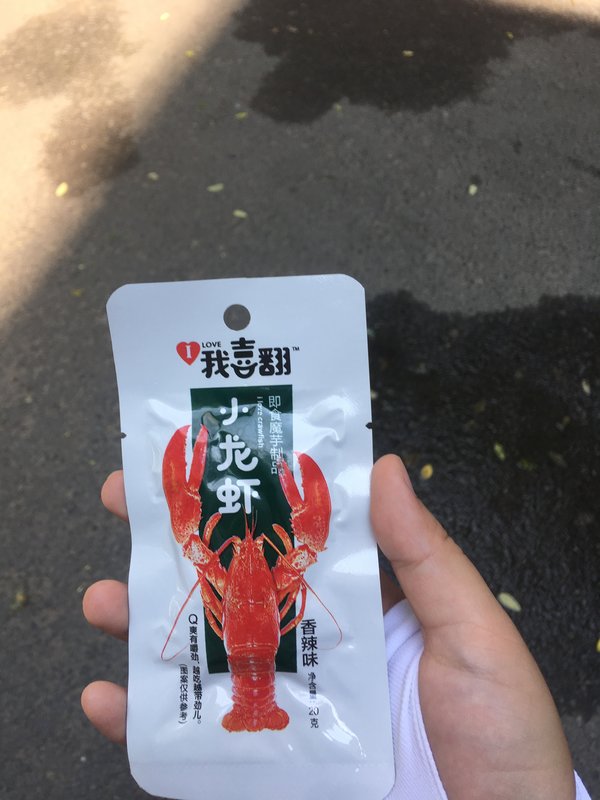 I
LOVE
我喜翻™
小龙虾
i love crawfish
即食魔芋制品
香辣味
净含量: 20克
Q爽有嚼劲，越吃越带劲儿。
(图案仅供参考)